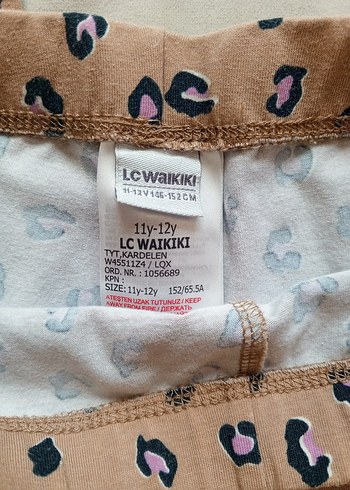 LC WAIKIKI
11-12 Y 146-152 CM
11y-12y
LC WAIKIKI
TYT,KARDELEN
W45511Z4 / LQX
ORD. NR. : 1056689
KPN :
SIZE: 11y-12y 152/65.5A
ATEŞTEN UZAK TUTUNUZ / KEEP
AWAY FROM FIRE / ДЕРЖАТЬ